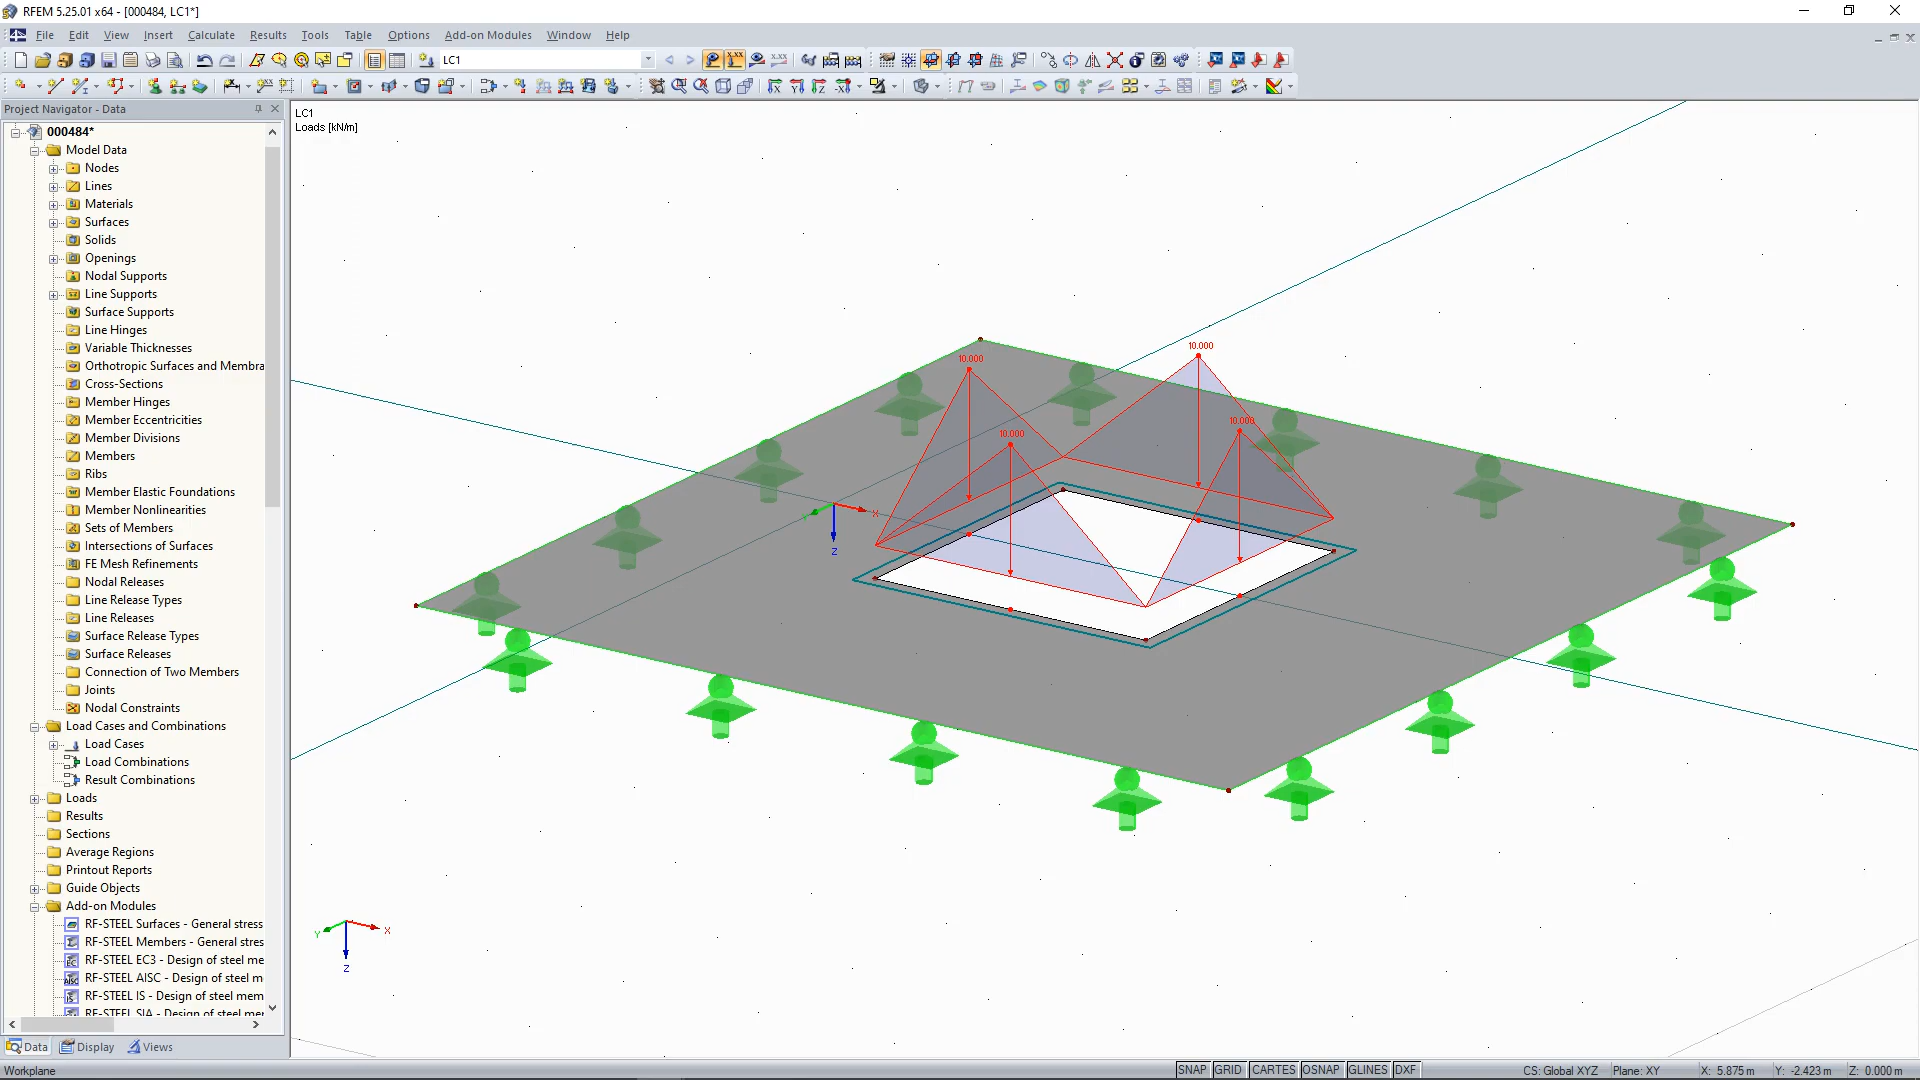 RFEM 5.25.01 x64 - [000484, LC1*]
File Edit View Insert Calculate Results Tools Table Options Add-on Modules Window Help
LC1
Project Navigator - Data
000484*
Model Data
Nodes
Lines
Materials
Surfaces
Solids
Openings
Nodal Supports
Line Supports
Surface Supports
Line Hinges
Variable Thicknesses
Orthotropic Surfaces and Membra
Cross-Sections
Member Hinges
Member Eccentricities
Member Divisions
Members
Ribs
Member Elastic Foundations
Member Nonlinearities
Sets of Members
Intersections of Surfaces
FE Mesh Refinements
Nodal Releases
Line Release Types
Line Releases
Surface Release Types
Surface Releases
Connection of Two Members
Joints
Nodal Constraints
Load Cases and Combinations
Load Cases
Load Combinations
Result Combinations
Loads
Results
Sections
Average Regions
Printout Reports
Guide Objects
Add-on Modules
RF-STEEL Surfaces - General stress
RF-STEEL Members - General stres
RF-STEEL EC3 - Design of steel me
RF-STEEL AISC - Design of steel m
RF-STEEL IS - Design of steel mem
RF-STEEL SIA - Design of steel mer
Data Display Views
LC1
Loads [kN/m]
10.000
10.000
10.000
10.000
X
Z
Y
X
Z
Workplane
SNAP GRID CARTES OSNAP GLINES DXF
CS: Global XYZ Plane: XY X: 5.875 m Y: -2.423 m Z: 0.000 m